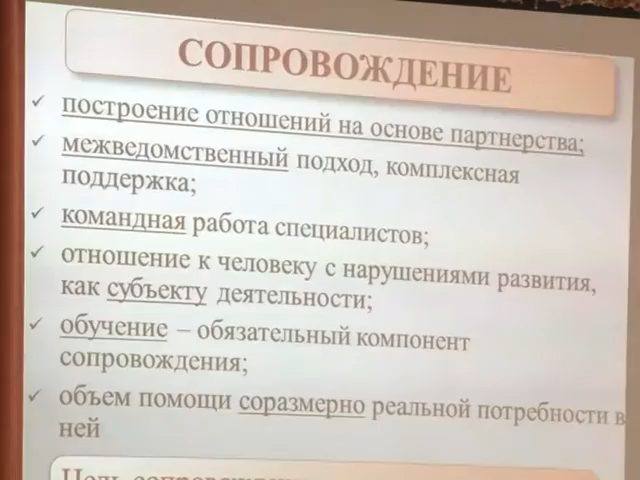 СОПРОВОЖДЕНИЕ
построение отношений на основе партнерства;
межведомственный подход, комплексная
поддержка;
командная работа специалистов;
отношение к человеку с нарушениями развития,
как субъекту деятельности;
обучение – обязательный компонент
сопровождения;
объем помощи соразмерно реальной потребности в
ней